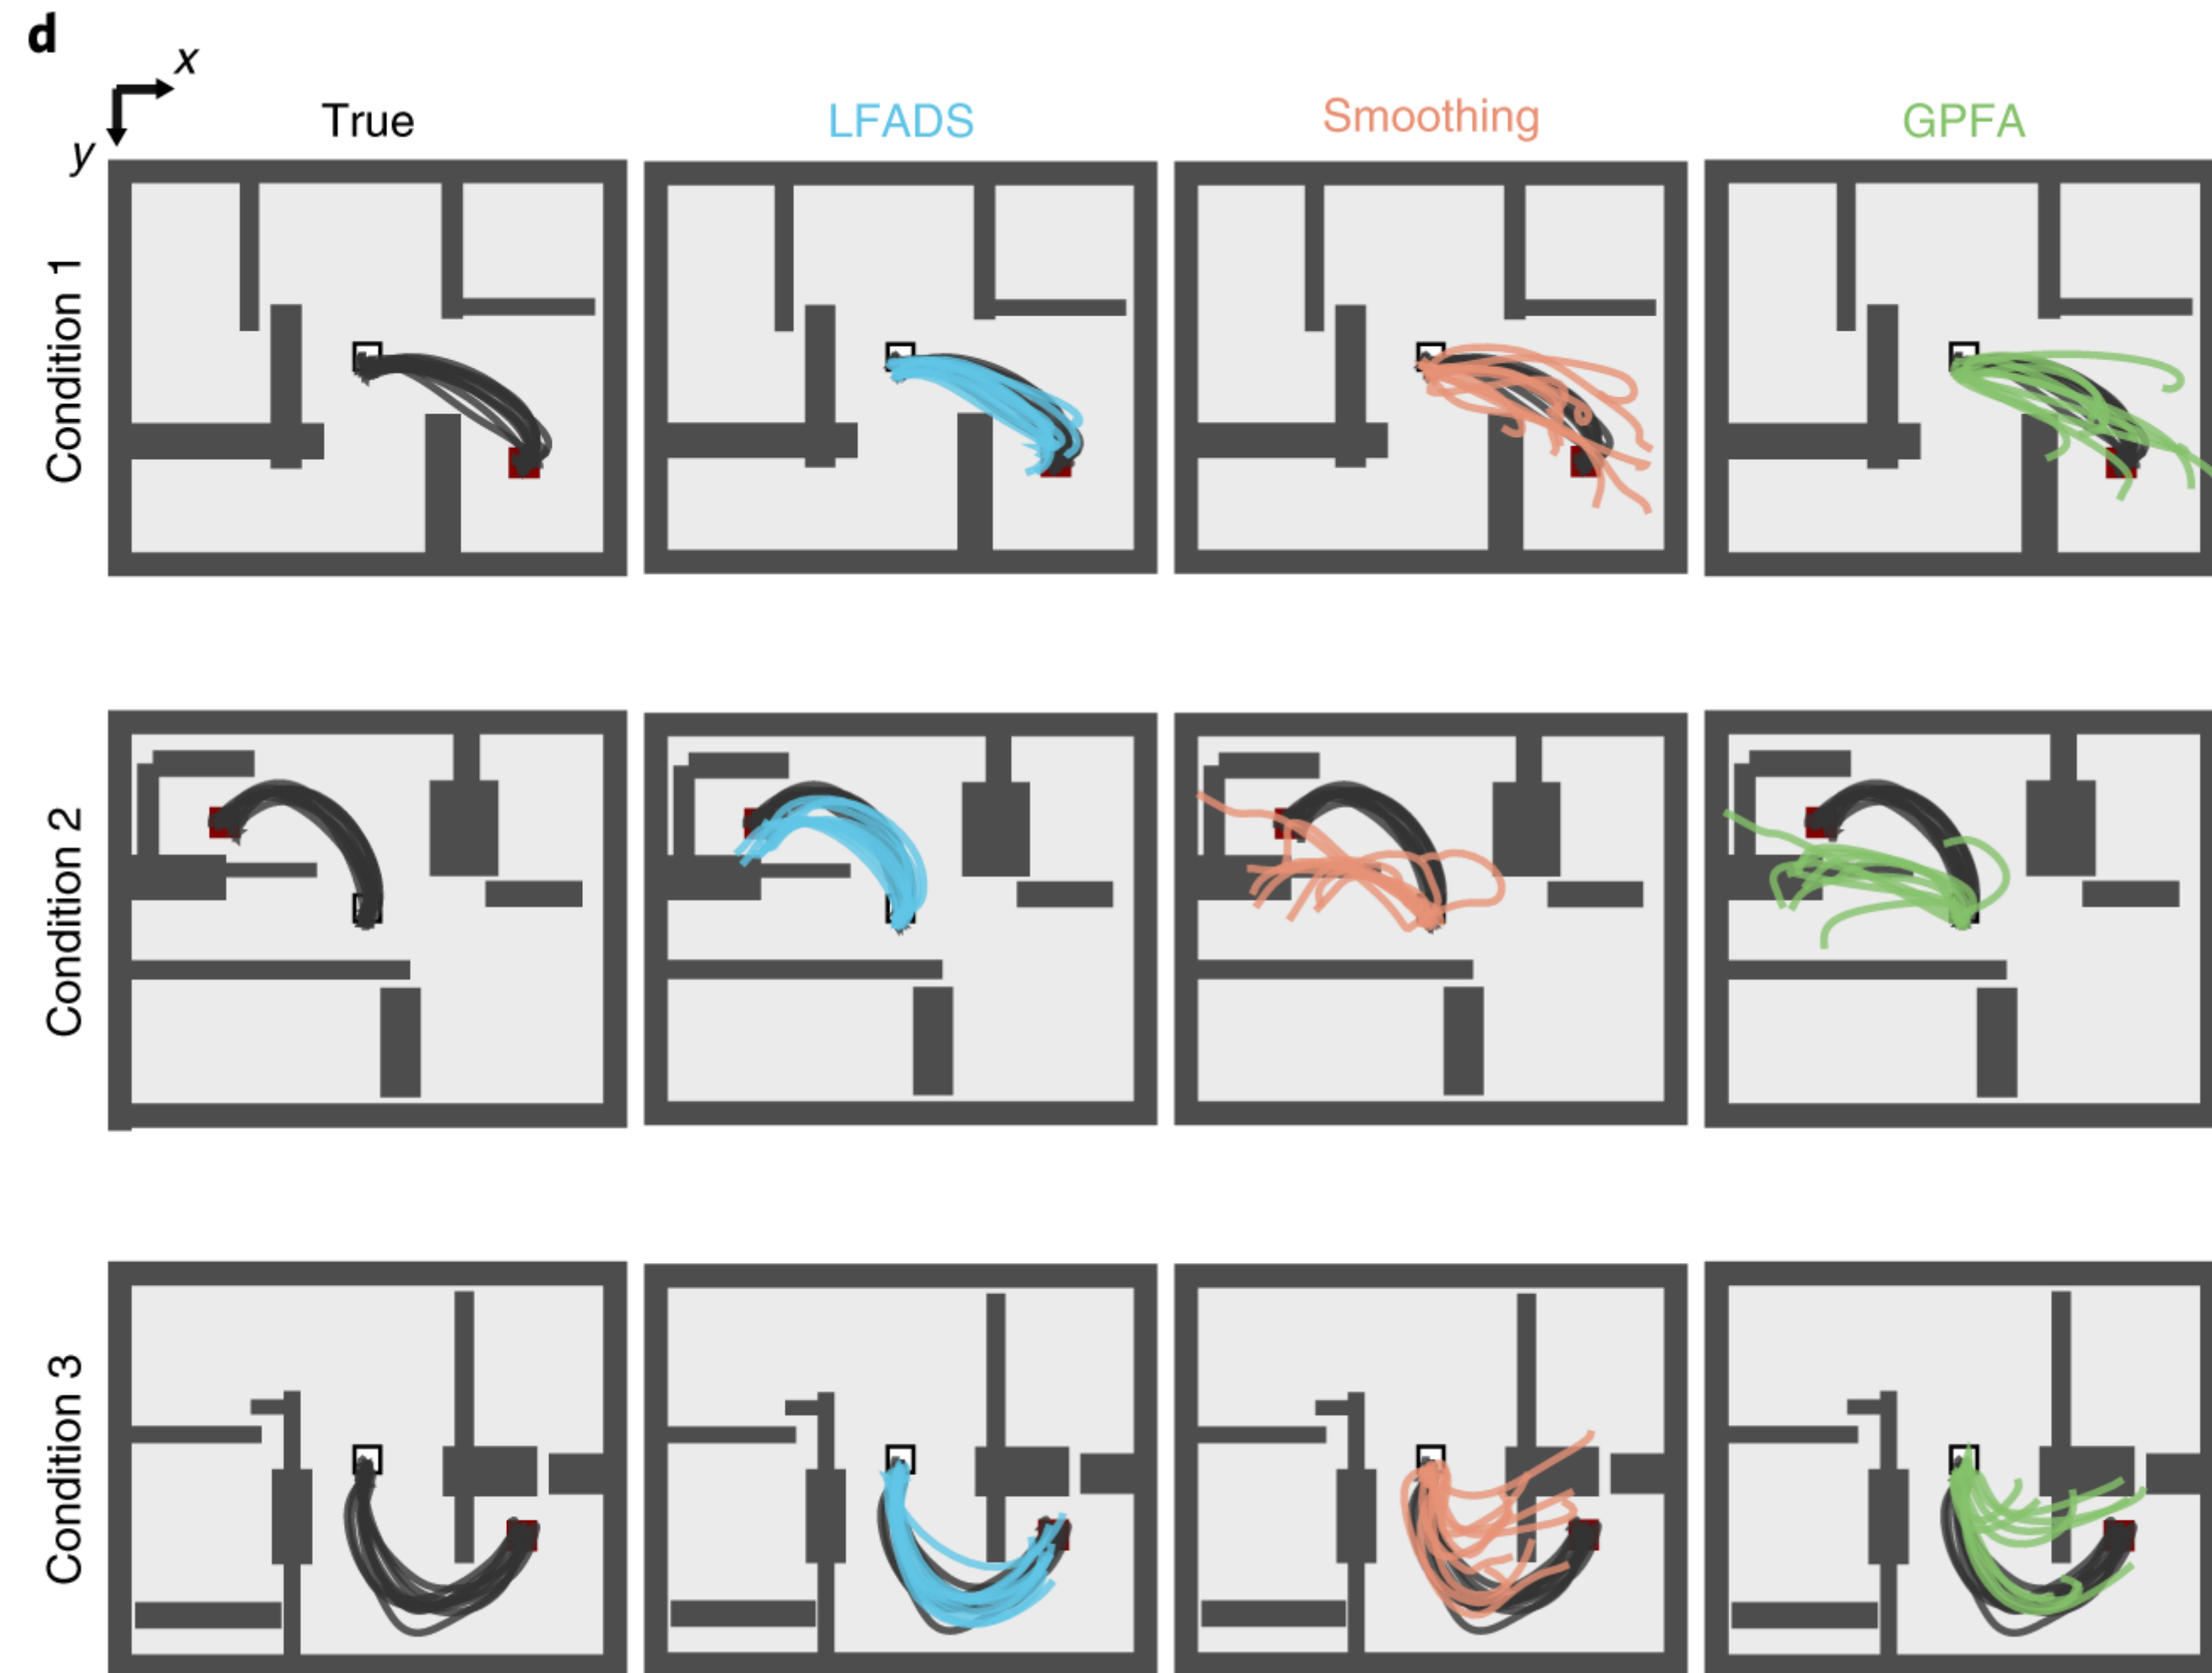 d
x
y
True
LFADS
Smoothing
GPFA
Condition 1
Condition 2
Condition 3